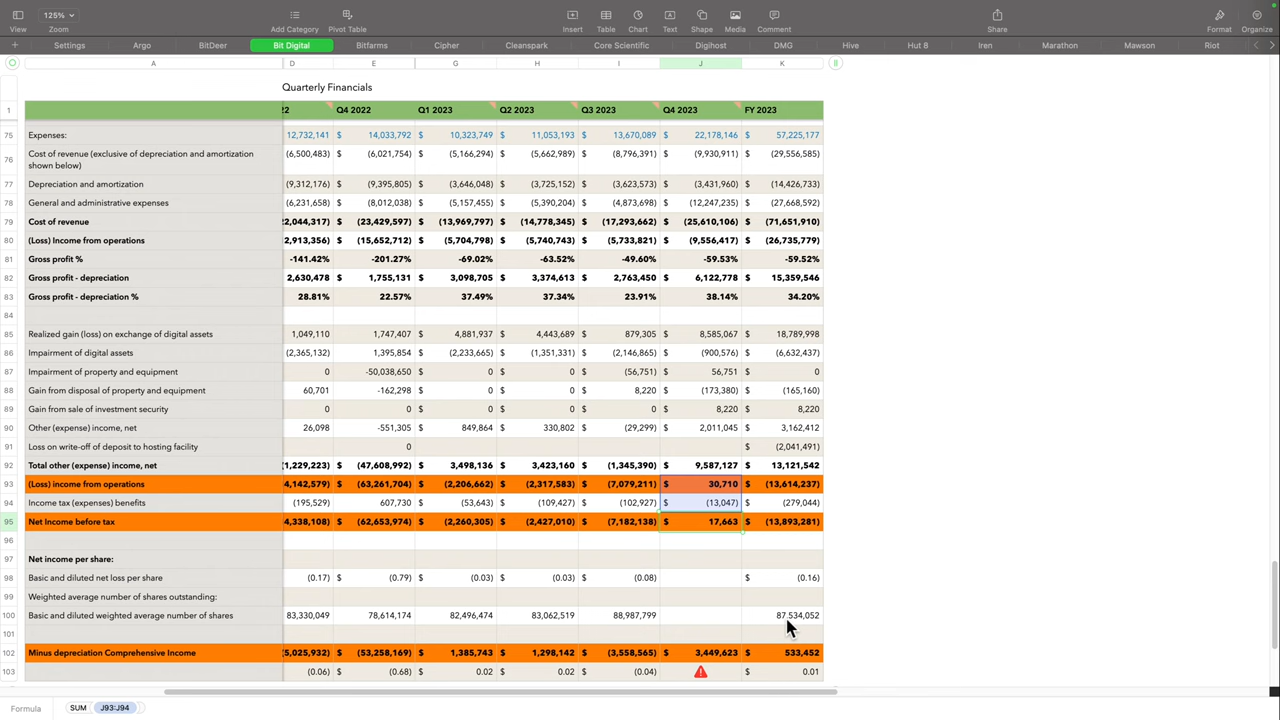 125%
View Zoom Add Category Pivot Table Insert Table Chart Text Shape Media Comment Share Format Organize
Settings Argo BitDeer Bit Digital Bitfarms Cipher Cleanspark Core Scientific Digihost DMG Hive Hut 8 Iren Marathon Mawson Riot
A D E G H I J K
Quarterly Financials
1 22 Q4 2022 Q1 2023 Q2 2023 Q3 2023 Q4 2023 FY 2023
75 Expenses: 12,732,141 $ 14,033,792 $ 10,323,749 $ 11,053,193 $ 13,670,089 $ 22,178,146 $ 57,225,177
76 Cost of revenue (exclusive of depreciation and amortization (6,500,483) $ (6,021,754) $ (5,166,294) $ (5,662,989) $ (8,796,391) $ (9,930,911) $ (29,556,585)
shown below)
77 Depreciation and amortization (9,312,176) $ (9,395,805) $ (3,646,048) $ (3,725,152) $ (3,623,573) $ (3,431,960) $ (14,426,733)
78 General and administrative expenses (6,231,658) $ (8,012,038) $ (5,157,455) $ (5,390,204) $ (4,873,698) $ (12,247,235) $ (27,668,592)
79 Cost of revenue 2,044,317) $ (23,429,597) $ (13,969,797) $ (14,778,345) $ (17,293,662) $ (25,610,106) $ (71,651,910)
80 (Loss) Income from operations 2,913,356) $ (15,652,712) $ (5,704,798) $ (5,740,743) $ (5,733,821) $ (9,556,417) $ (26,735,779)
81 Gross profit % -141.42% -201.27% -69.02% -63.52% -49.60% -59.53% -59.52%
82 Gross profit - depreciation 2,630,478 $ 1,755,131 $ 3,098,705 $ 3,374,613 $ 2,763,450 $ 6,122,778 $ 15,359,546
83 Gross profit - depreciation % 28.81% 22.57% 37.49% 37.34% 23.91% 38.14% 34.20%
84
85 Realized gain (loss) on exchange of digital assets 1,049,110 $ 1,747,407 $ 4,881,937 $ 4,443,689 $ 879,305 $ 8,585,067 $ 18,789,998
86 Impairment of digital assets (2,365,132) $ 1,395,854 $ (2,233,665) $ (1,351,331) $ (2,146,865) $ (900,576) $ (6,632,437)
87 Impairment of property and equipment 0 -50,038,650 $ 0 $ 0 $ (56,751) $ 56,751 $ 0
88 Gain from disposal of property and equipment 60,701 -162,298 $ 0 $ 0 $ 8,220 $ (173,380) $ (165,160)
89 Gain from sale of investment security 0 0 $ 0 $ 0 $ 0 $ 8,220 $ 8,220
90 Other (expense) income, net 26,098 -551,305 $ 849,864 $ 330,802 $ (29,299) $ 2,011,045 $ 3,162,412
91 Loss on write-off of deposit to hosting facility 0 $ (2,041,491)
92 Total other (expense) income, net (1,229,223) $ (47,608,992) $ 3,498,136 $ 3,423,160 $ (1,345,390) $ 9,587,127 $ 13,121,542
93 (Loss) income from operations 4,142,579) $ (63,261,704) $ (2,206,662) $ (2,317,583) $ (7,079,211) $ 30,710 $ (13,614,237)
94 Income tax (expenses) benefits (195,529) $ 607,730 $ (53,643) $ (109,427) $ (102,927) $ (13,047) $ (279,044)
95 Net Income before tax 4,338,108) $ (62,653,974) $ (2,260,305) $ (2,427,010) $ (7,182,138) $ 17,663 $ (13,893,281)
96
97 Net income per share:
98 Basic and diluted net loss per share (0.17) $ (0.79) $ (0.03) $ (0.03) $ (0.08) $ (0.16)
99 Weighted average number of shares outstanding:
100 Basic and diluted weighted average number of shares 83,330,049 78,614,174 82,496,474 83,062,519 88,987,799 87,534,052
101
102 Minus depreciation Comprehensive Income 5,025,932) $ (53,258,169) $ 1,385,743 $ 1,298,142 $ (3,558,565) $ 3,449,623 $ 533,452
103 (0.06) $ (0.68) $ 0.02 $ 0.02 $ (0.04) $ 0.01
Formula SUM J93:J94